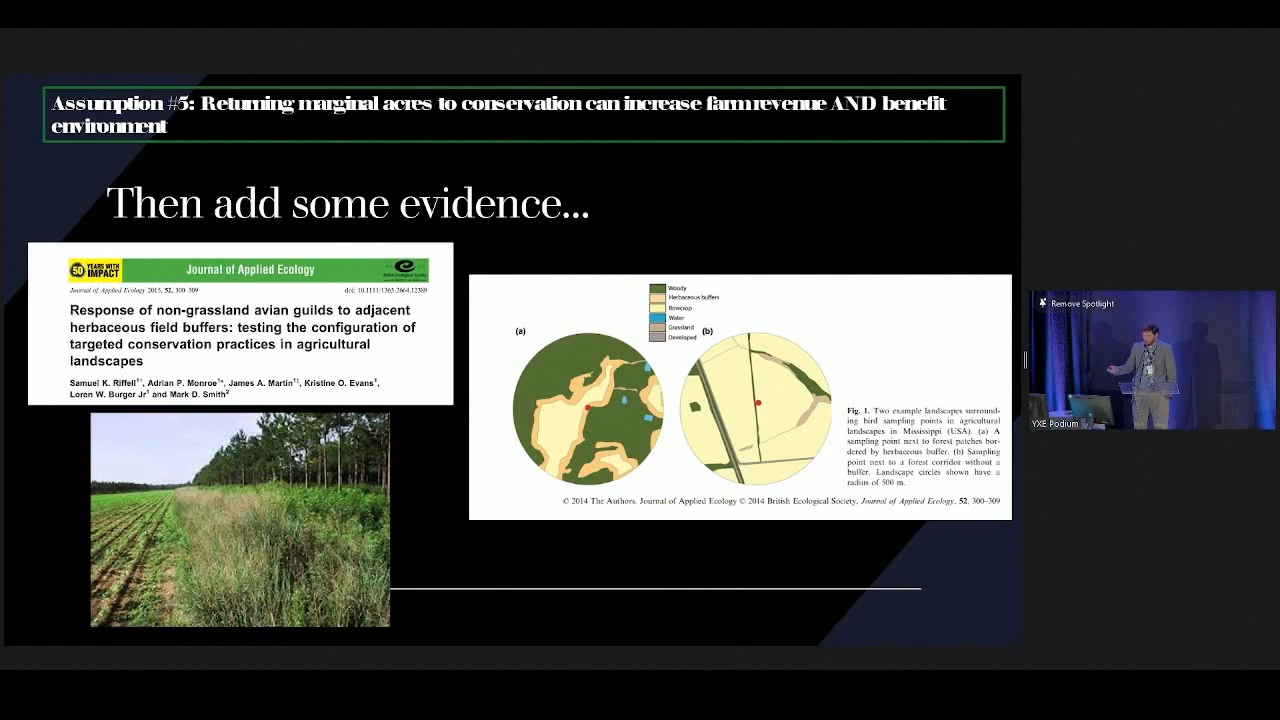 Assumption #5: Returning marginal acres to conservation can increase farm revenue AND benefit
environment
Then add some evidence...
50 YEARS WITH
IMPACT
Journal of Applied Ecology
Journal of Applied Ecology 2015, 52, 300–309
doi: 10.1111/1365-2664.12389
Response of non-grassland avian guilds to adjacent
herbaceous field buffers: testing the configuration of
targeted conservation practices in agricultural
landscapes
Samuel K. Riffell, Adrian P. Monroe, James A. Martin, Kristine O. Evans,
Loren W. Burger Jr and Mark D. Smith
Woody
Herbaceous buffers
Rowcrop
Water
Grassland
Developed
(a)
(b)
Fig. 1. Two example landscapes surround-
ing bird sampling points in agricultural
landscapes in Mississippi (USA). (a) A
sampling point next to forest patches bor-
dered by herbaceous buffer. (b) Sampling
point next to a forest corridor without a
buffer. Landscape circles shown have a
radius of 500 m.
© 2014 The Authors. Journal of Applied Ecology © 2014 British Ecological Society, Journal of Applied Ecology, 52, 300–309
Remove Spotlight
YXE Podium